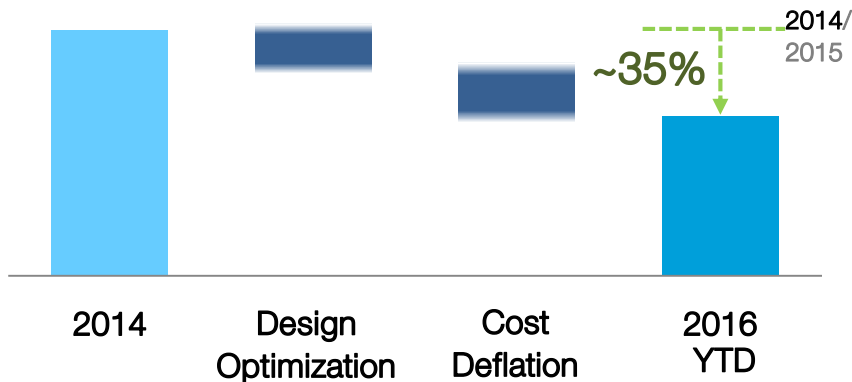 2014/
2015
~35%
2014
Design
Optimization
Cost
Deflation
2016
YTD